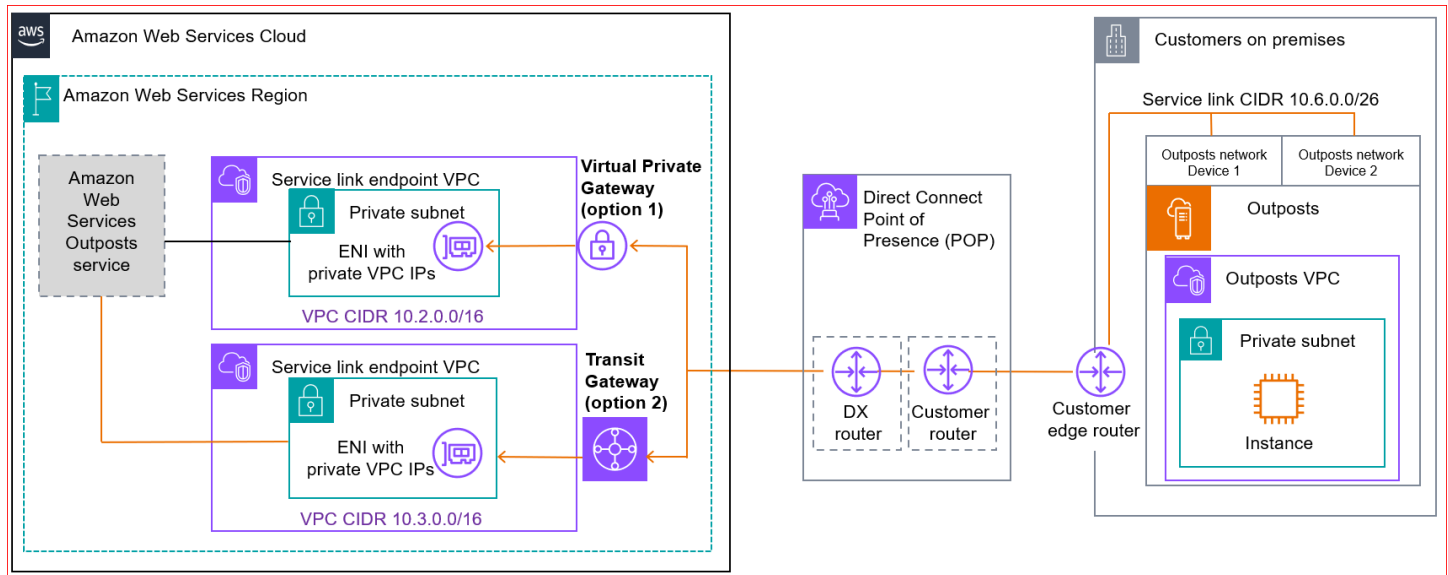 aws
Amazon Web Services Cloud
Amazon Web Services Region
Amazon
Web
Services
Outposts
service
Service link endpoint VPC
Private subnet
ENI with
private VPC IPs
VPC CIDR 10.2.0.0/16
Virtual Private
Gateway
(option 1)
Service link endpoint VPC
Private subnet
ENI with
private VPC IPs
VPC CIDR 10.3.0.0/16
Transit
Gateway
(option 2)
Direct Connect
Point of
Presence (POP)
DX
router
Customer
router
Customer
edge router
Customers on premises
Service link CIDR 10.6.0.0/26
Outposts network
Device 1
Outposts network
Device 2
Outposts
Outposts VPC
Private subnet
Instance